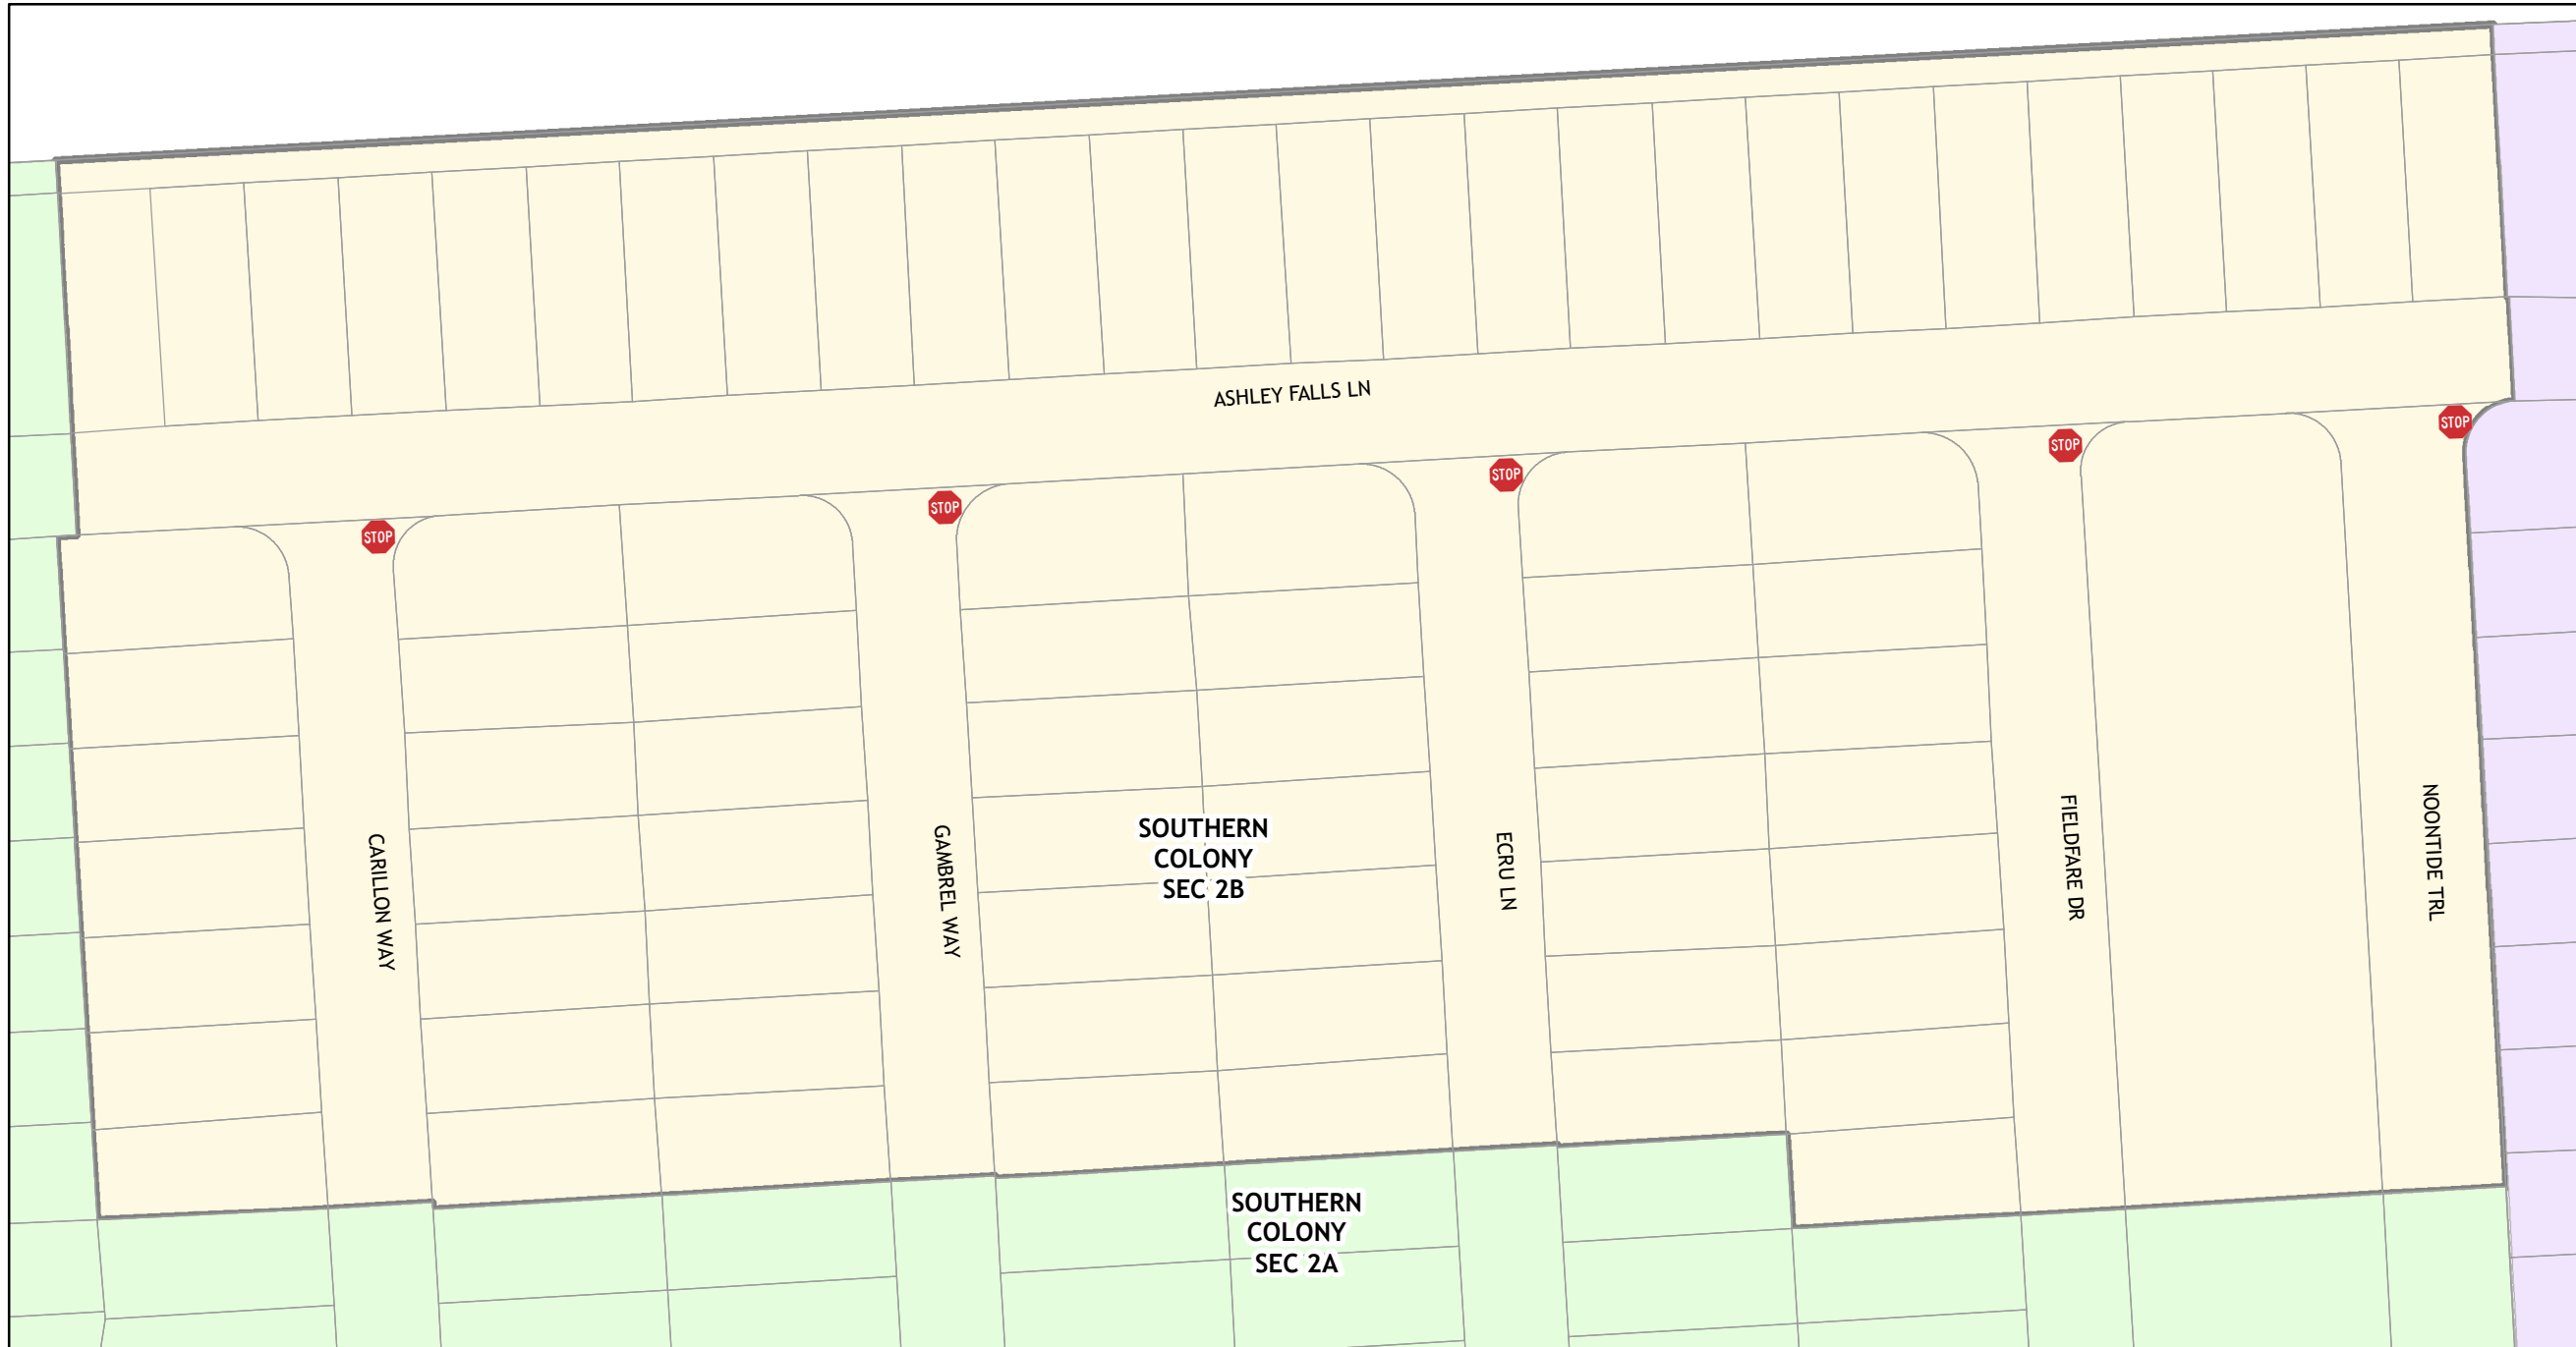 ASHLEY FALLS LN
STOP
STOP
STOP
STOP
STOP
CARILLON WAY
GAMBREL WAY
SOUTHERN
COLONY
SEC 2B
ECRU LN
FIELDFARE DR
NOONTIDE TRL
SOUTHERN
COLONY
SEC 2A